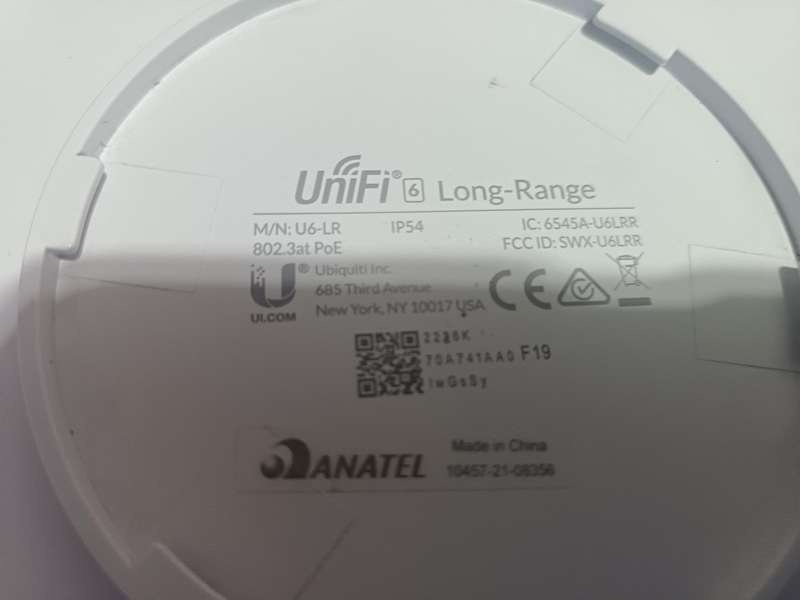 UniFi® 6 Long-Range
M/N: U6-LR IP54 IC: 6545A-U6LRR
802.3at PoE FCC ID: SWX-U6LRR
U® Ubiquiti Inc.
685 Third Avenue
UI.COM New York, NY 10017 USA
CE
70A741AA0 F19
IwGsSy
ANATEL Made in China
10457-21-08356